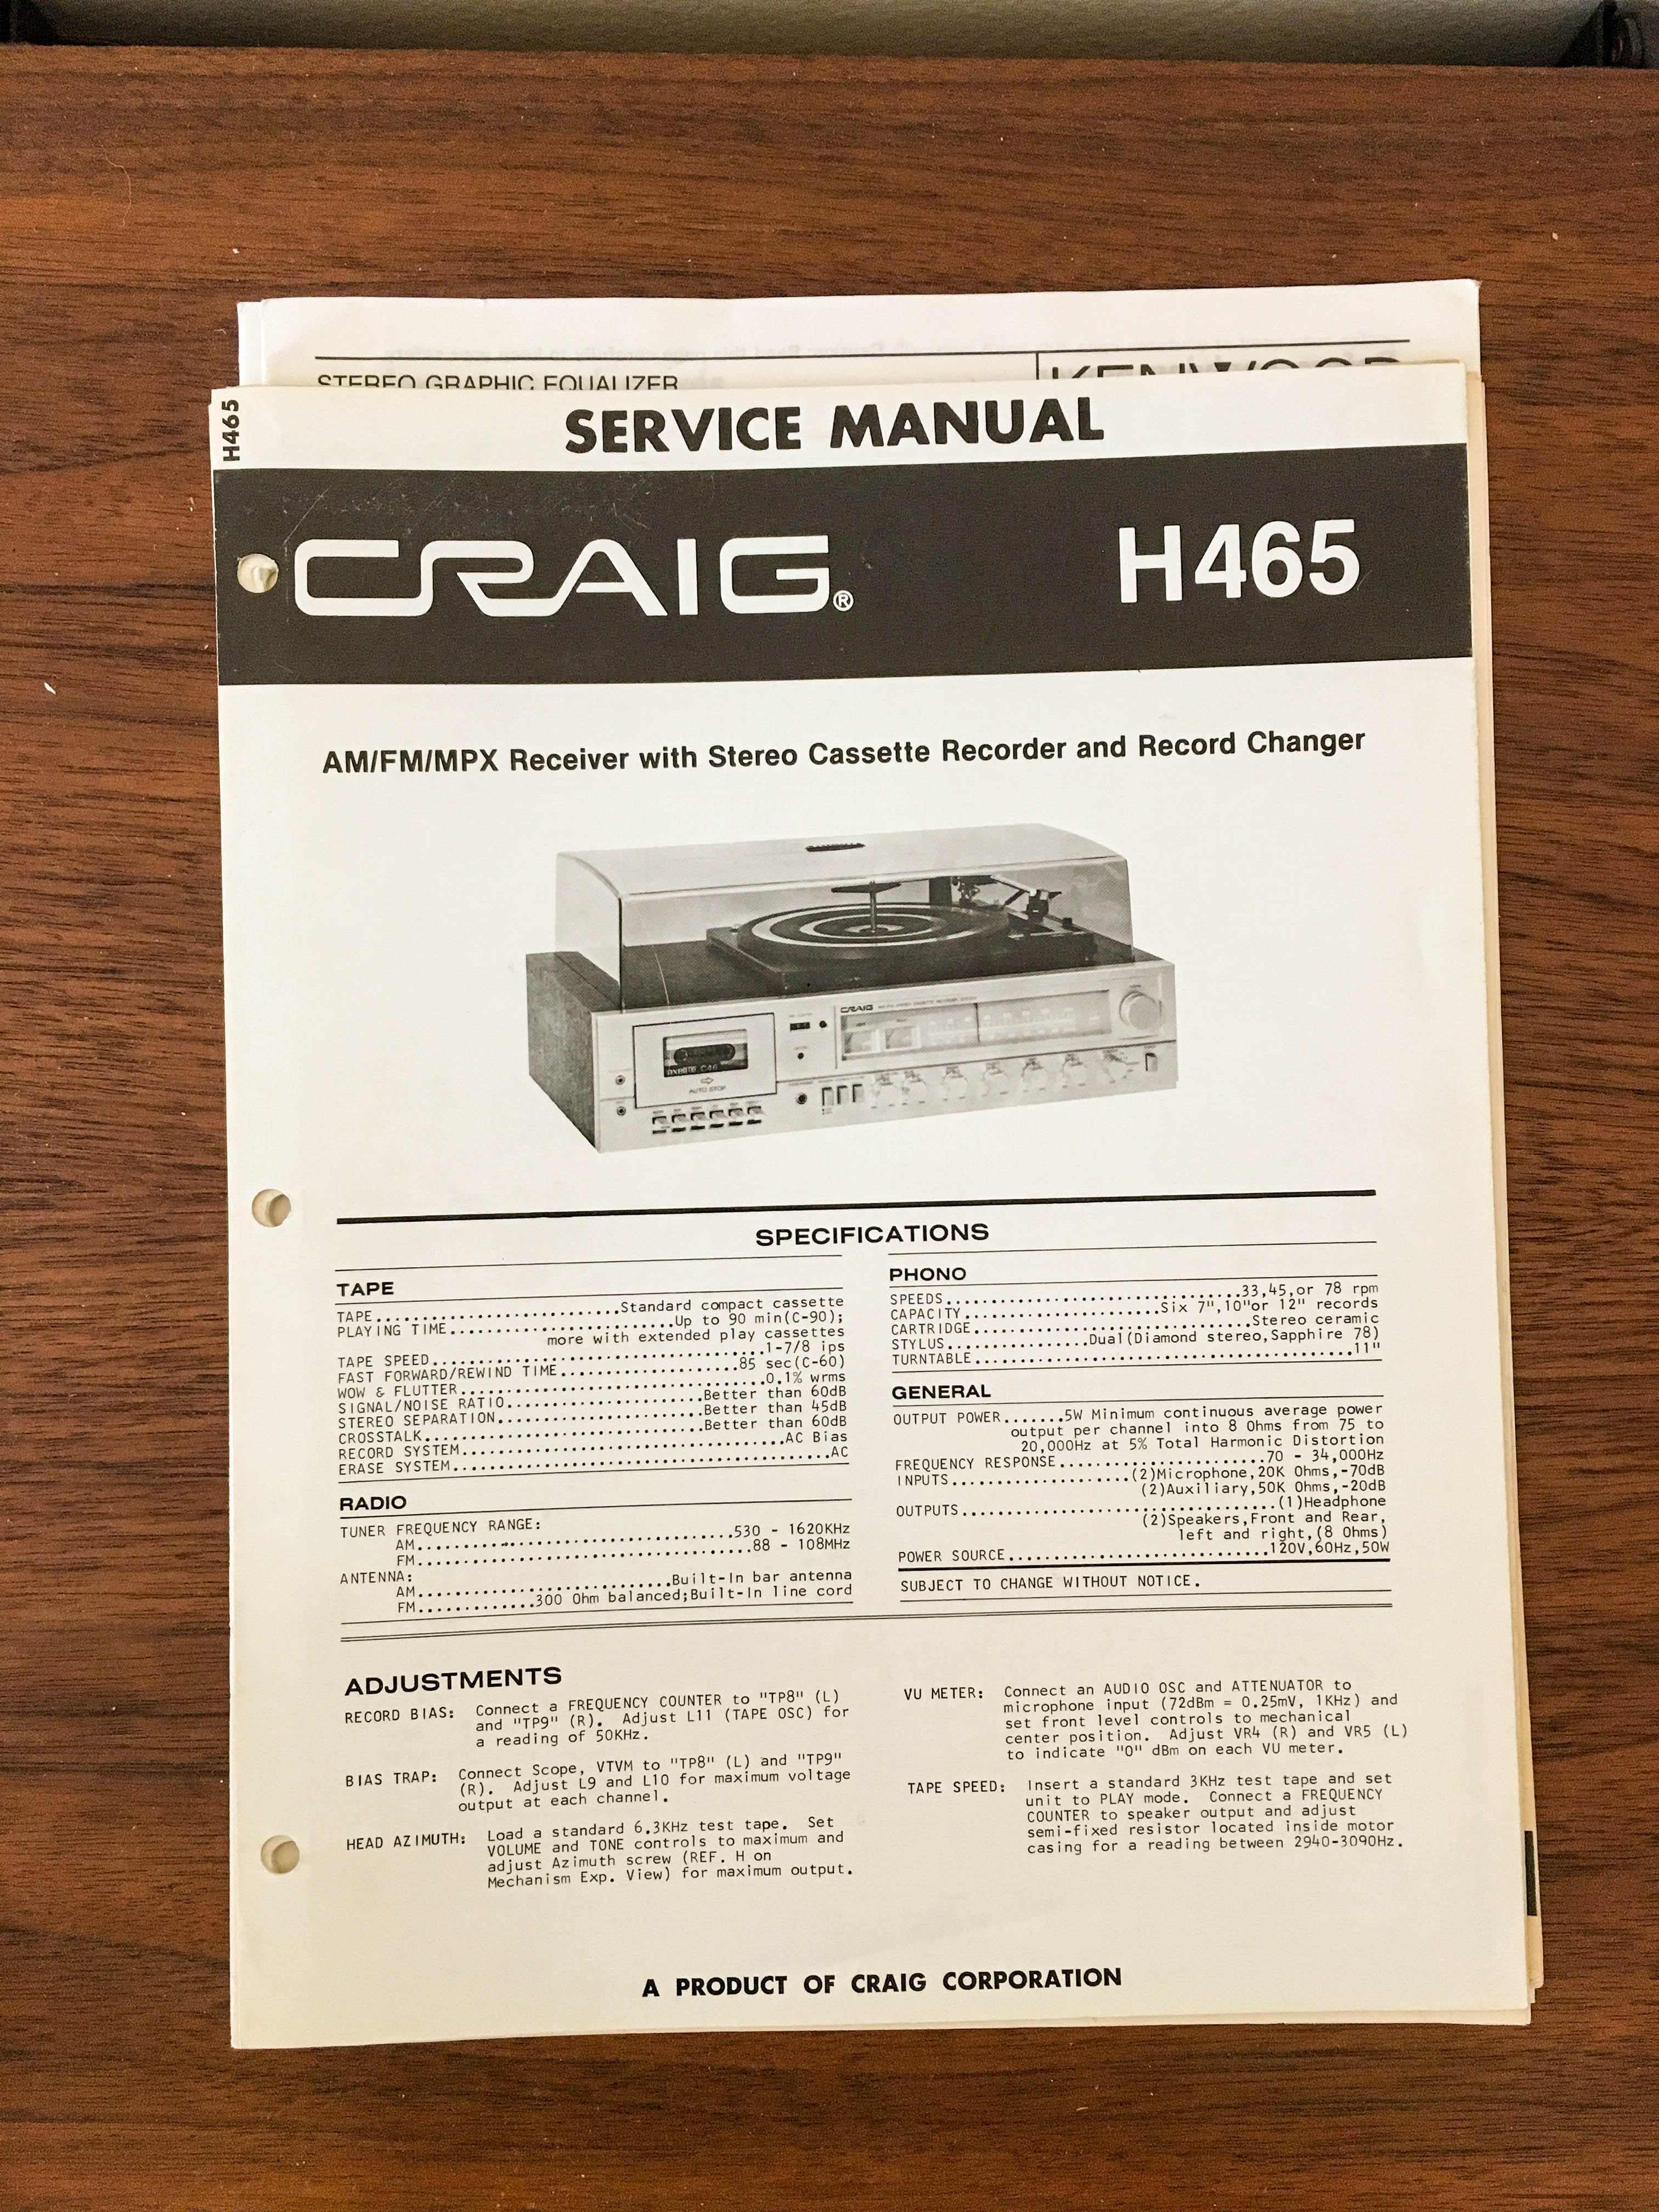 STEREO GRAPHIC EQUALIZER
KENWOOD
H465
SERVICE MANUAL
CRAIG®
H465
AM/FM/MPX Receiver with Stereo Cassette Recorder and Record Changer
CRAIG
AUTO STOP
SPECIFICATIONS
TAPE
TAPE..........................Standard compact cassette
PLAYING TIME........................Up to 90 min(C-90);
more with extended play cassettes
TAPE SPEED...................................1-7/8 ips
FAST FORWARD/REWIND TIME...................85 sec(C-60)
WOW & FLUTTER................................0.1% wrms
SIGNAL/NOISE RATIO....................Better than 60dB
STEREO SEPARATION.....................Better than 45dB
CROSSTALK.............................Better than 60dB
RECORD SYSTEM..................................AC Bias
ERASE SYSTEM........................................AC
RADIO
TUNER FREQUENCY RANGE:
AM..................................530 - 1620KHz
FM....................................88 - 108MHz
ANTENNA:
AM...........................Built-In bar antenna
FM............300 Ohm balanced;Built-In line cord
PHONO
SPEEDS..............................33,45,or 78 rpm
CAPACITY....................Six 7",10"or 12" records
CARTRIDGE............................Stereo ceramic
STYLUS..............Dual(Diamond stereo,Sapphire 78)
TURNTABLE.......................................11"
GENERAL
OUTPUT POWER.......5W Minimum continuous average power
output per channel into 8 Ohms from 75 to
20,000Hz at 5% Total Harmonic Distortion
FREQUENCY RESPONSE.....................70 - 34,000Hz
INPUTS..................(2)Microphone,20K Ohms,-70dB
(2)Auxiliary,50K Ohms,-20dB
OUTPUTS................................(1)Headphone
(2)Speakers,Front and Rear,
left and right,(8 Ohms)
POWER SOURCE..........................120V,60Hz,50W
SUBJECT TO CHANGE WITHOUT NOTICE.
ADJUSTMENTS
RECORD BIAS: Connect a FREQUENCY COUNTER to "TP8" (L)
and "TP9" (R). Adjust L11 (TAPE OSC) for
a reading of 50KHz.
BIAS TRAP: Connect Scope, VTVM to "TP8" (L) and "TP9"
(R). Adjust L9 and L10 for maximum voltage
output at each channel.
HEAD AZIMUTH: Load a standard 6.3KHz test tape. Set
VOLUME and TONE controls to maximum and
adjust Azimuth screw (REF. H on
Mechanism Exp. View) for maximum output.
VU METER: Connect an AUDIO OSC and ATTENUATOR to
microphone input (72dBm = 0.25mV, 1KHz) and
set front level controls to mechanical
center position. Adjust VR4 (R) and VR5 (L)
to indicate "0" dBm on each VU meter.
TAPE SPEED: Insert a standard 3KHz test tape and set
unit to PLAY mode. Connect a FREQUENCY
COUNTER to speaker output and adjust
semi-fixed resistor located inside motor
casing for a reading between 2940-3090Hz.
A PRODUCT OF CRAIG CORPORATION